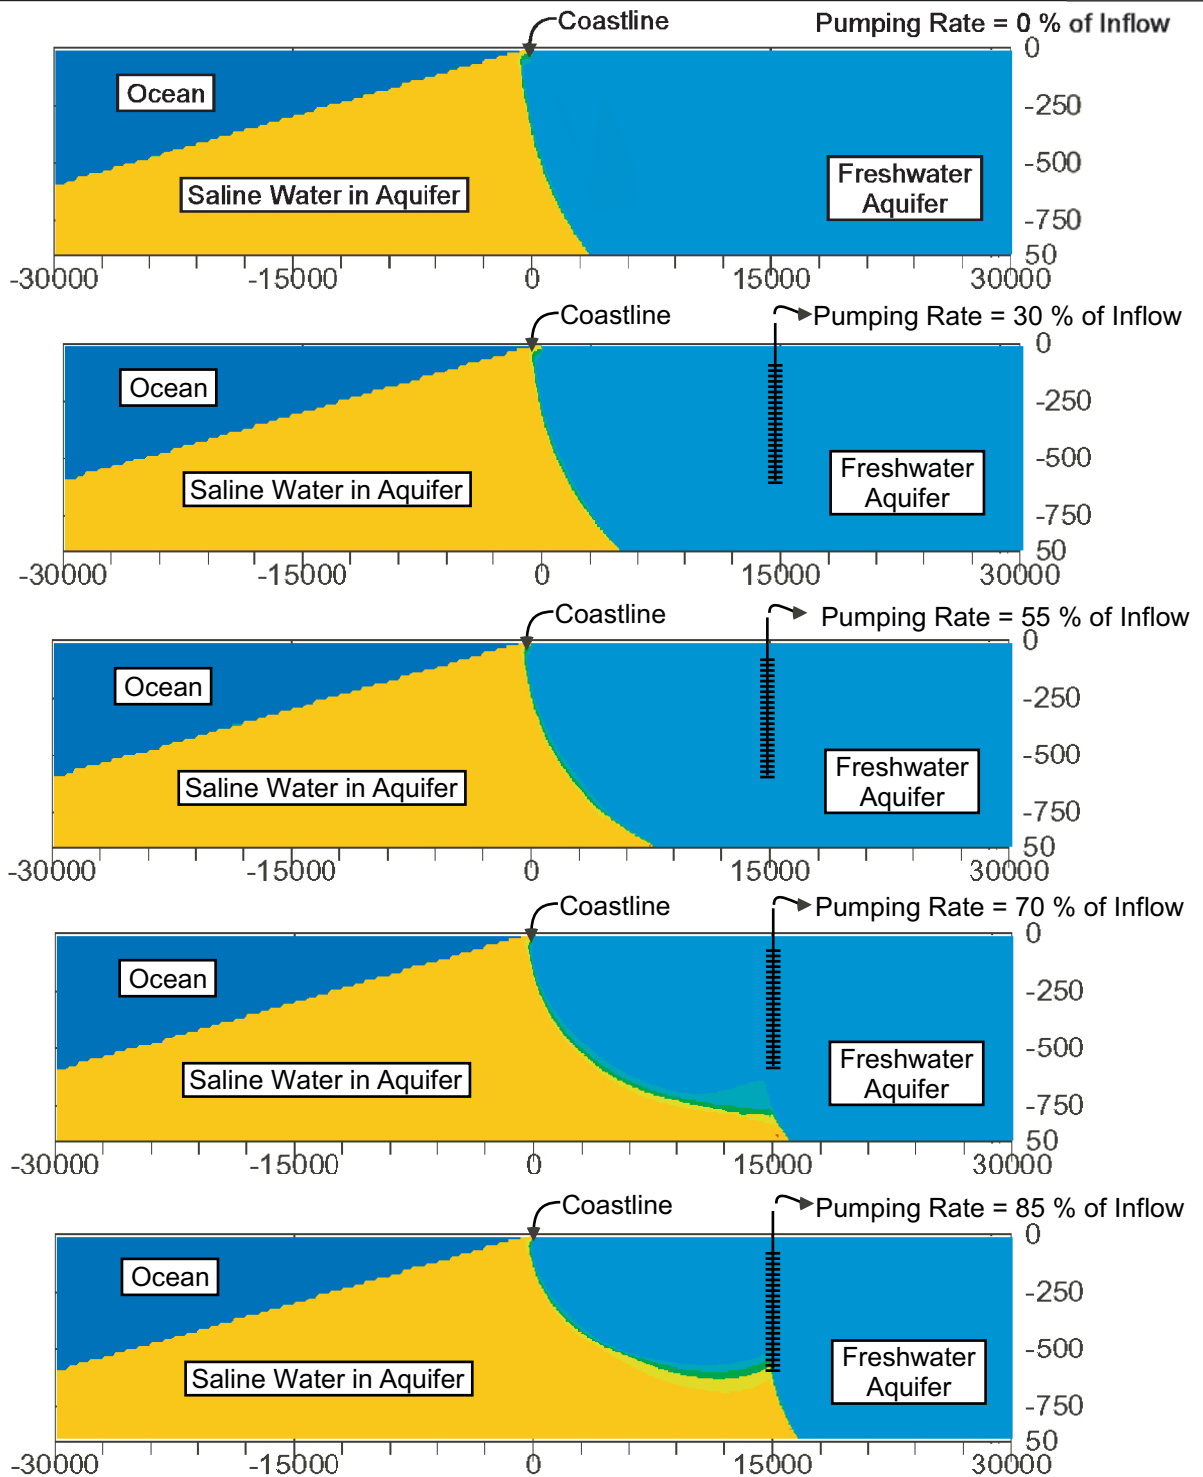 Coastline
Pumping Rate = 0 % of Inflow
Ocean
Saline Water in Aquifer
Freshwater
Aquifer
0
-250
-500
-750
50
-30000 -15000 0 15000 30000
Coastline
Pumping Rate = 30 % of Inflow
Ocean
Saline Water in Aquifer
Freshwater
Aquifer
0
-250
-500
-750
50
-30000 -15000 0 15000 30000
Coastline
Pumping Rate = 55 % of Inflow
Ocean
Saline Water in Aquifer
Freshwater
Aquifer
0
-250
-500
-750
50
-30000 -15000 0 15000 30000
Coastline
Pumping Rate = 70 % of Inflow
Ocean
Saline Water in Aquifer
Freshwater
Aquifer
0
-250
-500
-750
50
-30000 -15000 0 15000 30000
Coastline
Pumping Rate = 85 % of Inflow
Ocean
Saline Water in Aquifer
Freshwater
Aquifer
0
-250
-500
-750
50
-30000 -15000 0 15000 30000